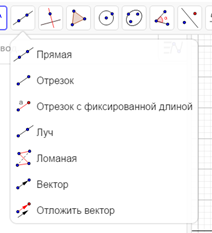 Прямая
Отрезок
Отрезок с фиксированной длиной
Луч
Ломаная
Вектор
Отложить вектор